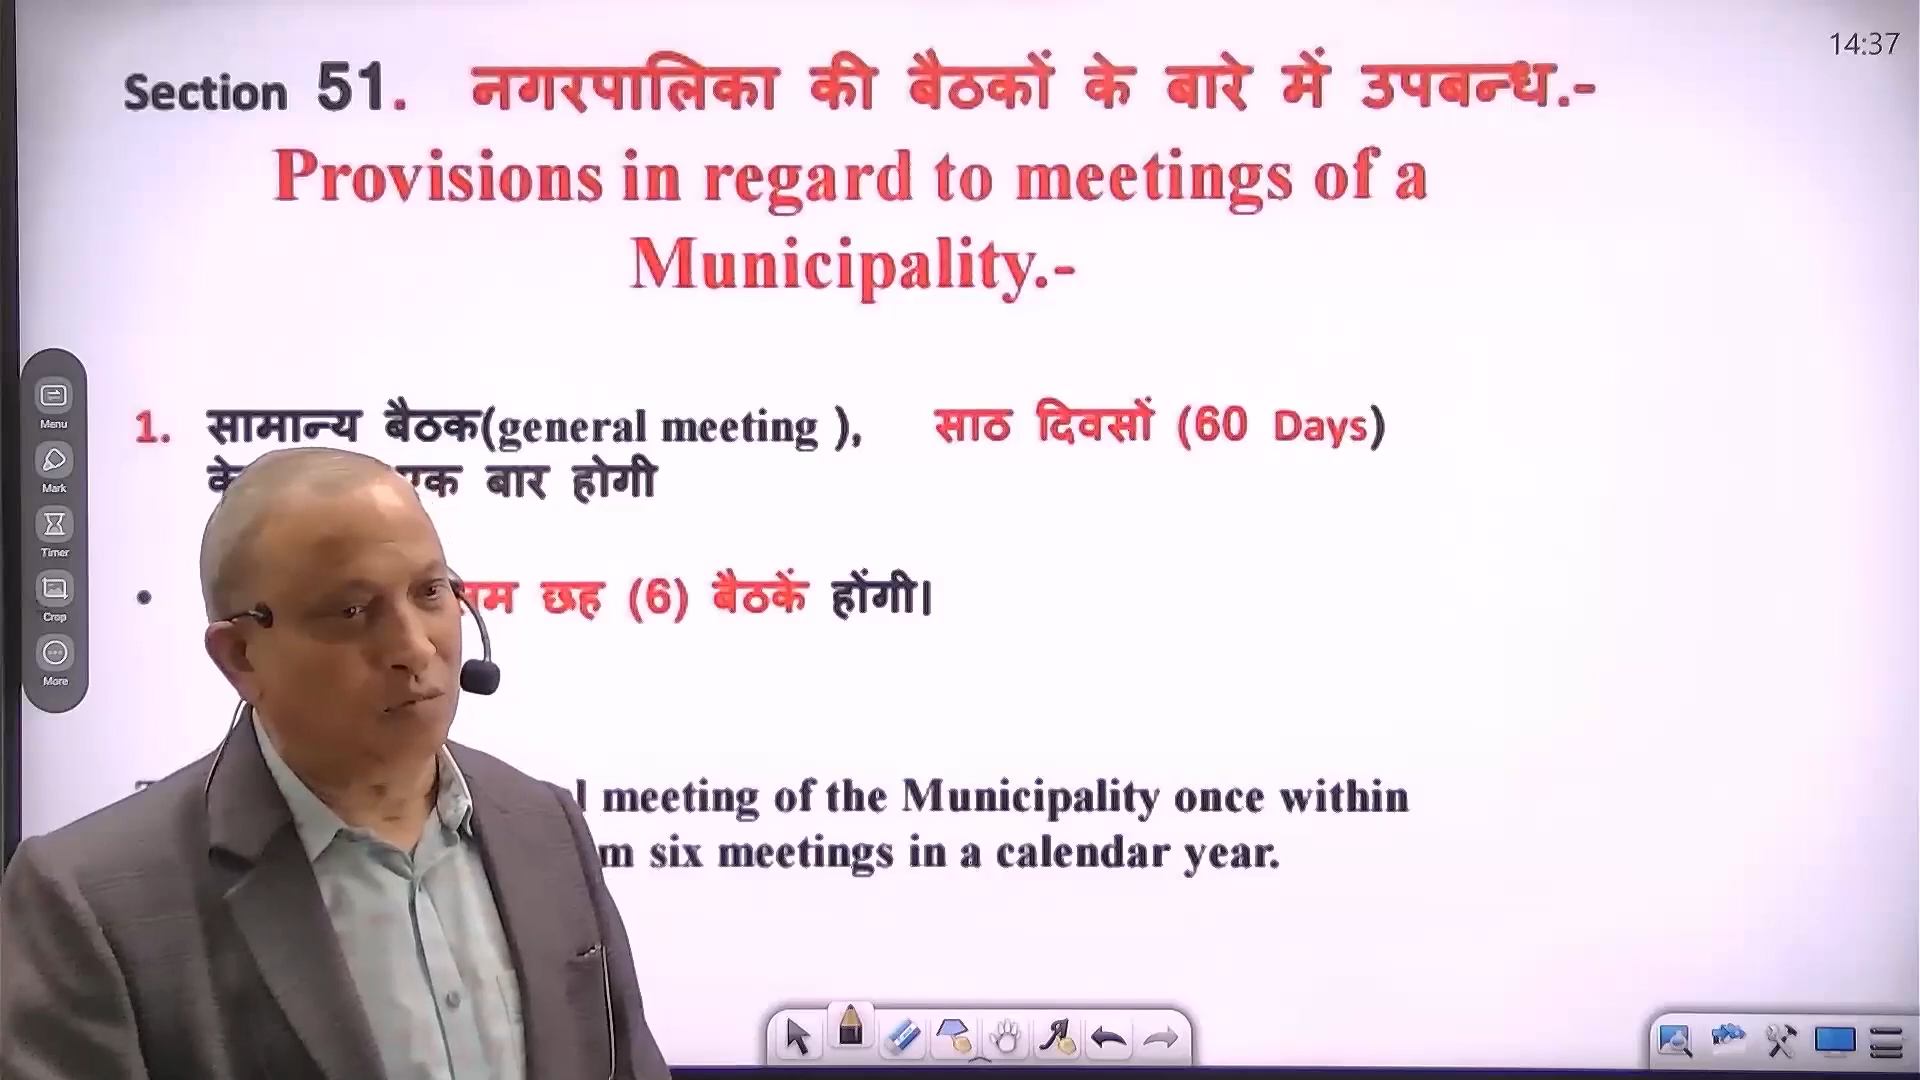 14:37
Section 51. नगरपालिका की बैठकों के बारे में उपबन्ध.-
Provisions in regard to meetings of a
Municipality.-
1. सामान्य बैठक(general meeting ), साठ दिवसों (60 Days)
एक बार होगी
• छह (6) बैठकें होंगी।
meeting of the Municipality once within
six meetings in a calendar year.
Menu
Mark
Timer
Crop
More